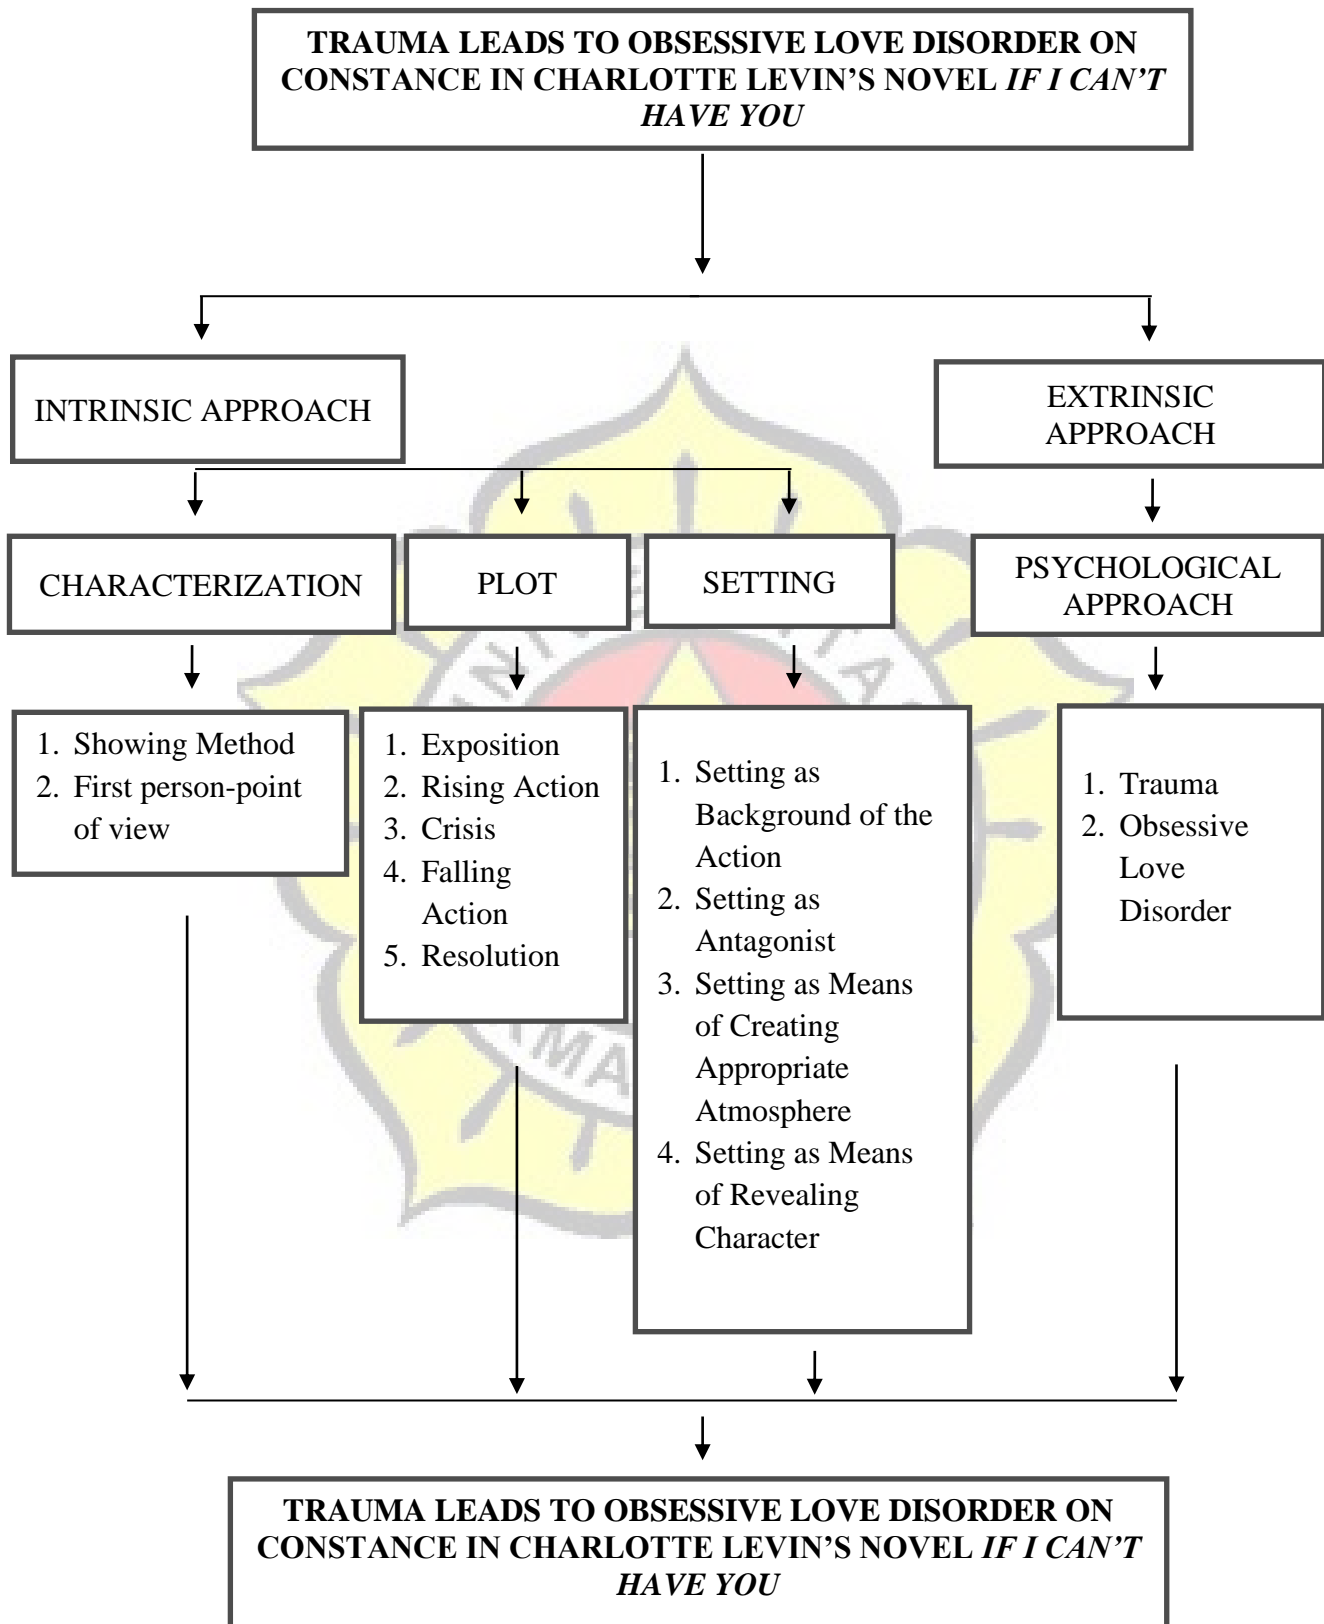 TRAUMA LEADS TO OBSESSIVE LOVE DISORDER ON
CONSTANCE IN CHARLOTTE LEVIN'S NOVEL IF I CAN'T
HAVE YOU
INTRINSIC APPROACH
EXTRINSIC
APPROACH
CHARACTERIZATION
PLOT
SETTING
PSYCHOLOGICAL
APPROACH
1. Showing Method
2. First person-point
of view
1. Exposition
2. Rising Action
3. Crisis
4. Falling
Action
5. Resolution
1. Setting as
Background of the
Action
2. Setting as
Antagonist
3. Setting as Means
of Creating
Appropriate
Atmosphere
4. Setting as Means
of Revealing
Character
1. Trauma
2. Obsessive
Love
Disorder
TRAUMA LEADS TO OBSESSIVE LOVE DISORDER ON
CONSTANCE IN CHARLOTTE LEVIN'S NOVEL IF I CAN'T
HAVE YOU